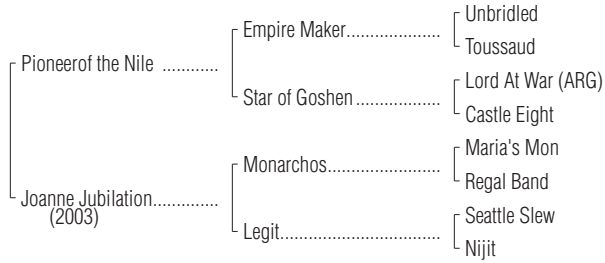 Unbridled
Empire Maker...................
Toussaud
Pioneerof the Nile ............
Lord At War (ARG)
Star of Goshen .................
Castle Eight
Maria's Mon
Monarchos.......................
Regal Band
Joanne Jubilation..............
(2003)
Seattle Slew
Legit.................................
Nijit